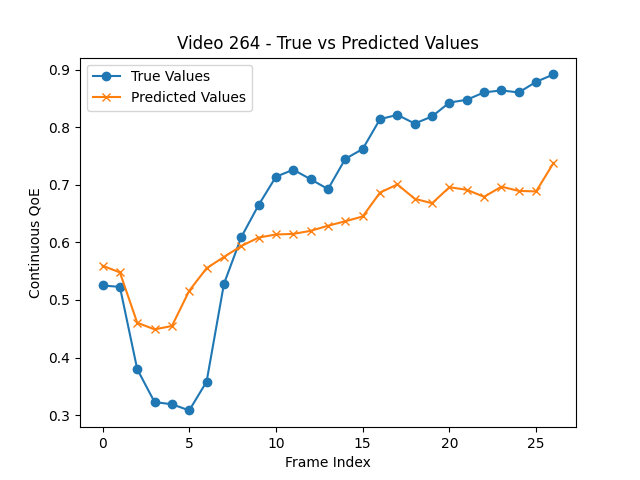 Video 264 - True vs Predicted Values
True Values
Predicted Values
0.9
0.8
0.7
0.6
0.5
0.4
0.3
Continuous QoE
0 5 10 15 20 25
Frame Index